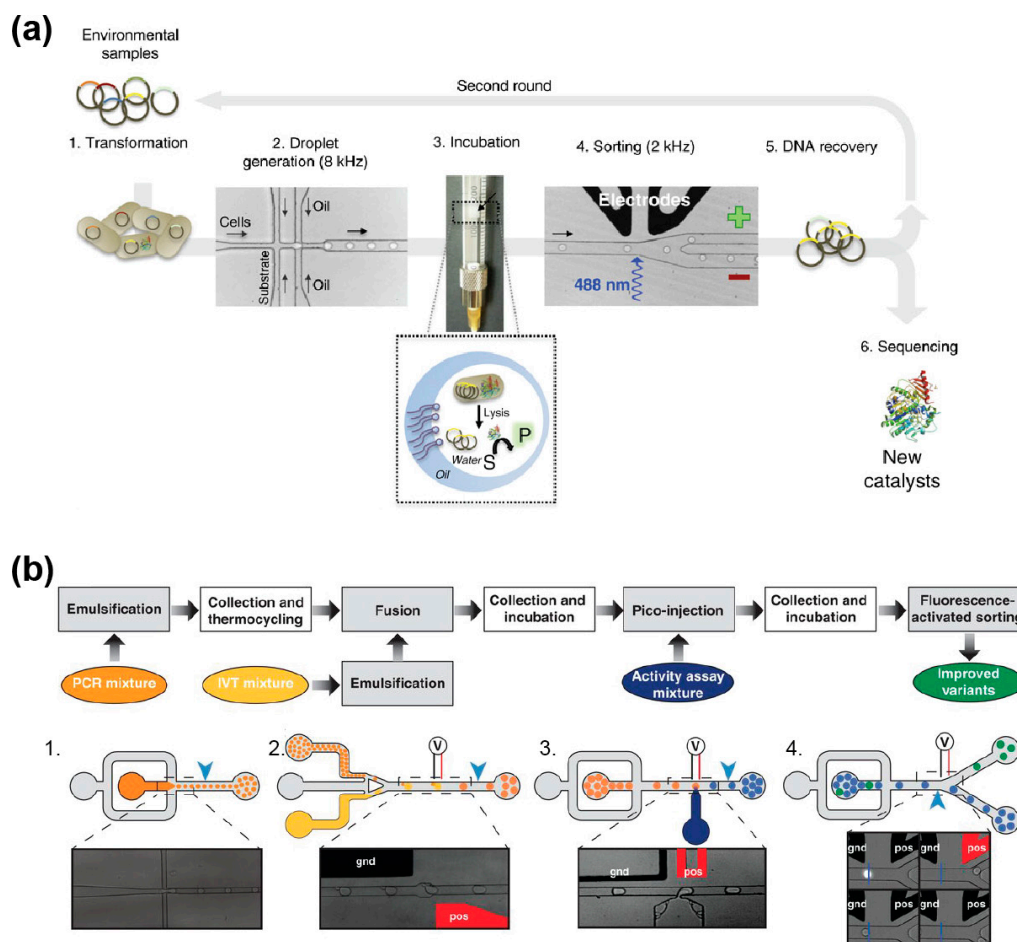 (a)
Environmental
samples
Second round
1. Transformation
2. Droplet
generation (8 kHz)
3. Incubation
4. Sorting (2 kHz)
5. DNA recovery
Cells
Oil
Substrate
Oil
Electrodes
488 nm
Lysis
Water
S
P
Oil
6. Sequencing
New
catalysts
(b)
Emulsification
Collection and
thermocycling
Fusion
Collection and
incubation
Pico-injection
Collection and
incubation
Fluorescence-
activated sorting
PCR mixture
IVT mixture
Emulsification
Activity assay
mixture
Improved
variants
1.
2.
V
3.
V
4.
V
gnd
pos
gnd
pos
gnd
pos
gnd
pos
gnd
pos
gnd
pos